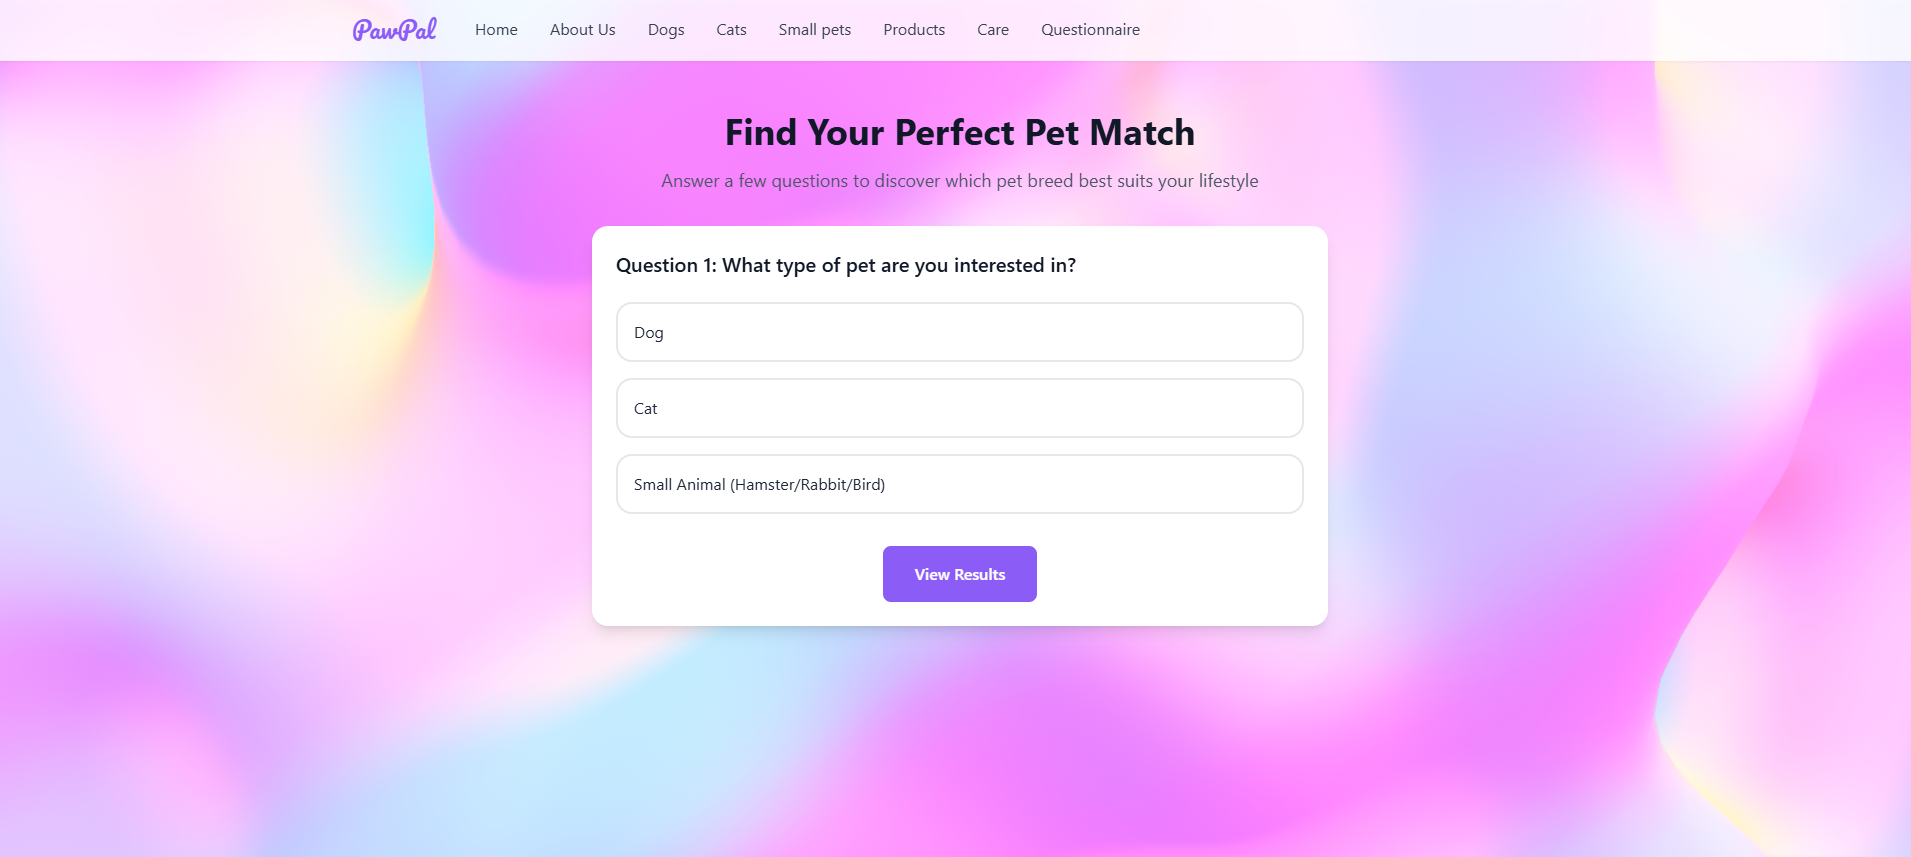 PawPal Home About Us Dogs Cats Small pets Products Care Questionnaire
Find Your Perfect Pet Match
Answer a few questions to discover which pet breed best suits your lifestyle
Question 1: What type of pet are you interested in?
Dog
Cat
Small Animal (Hamster/Rabbit/Bird)
View Results